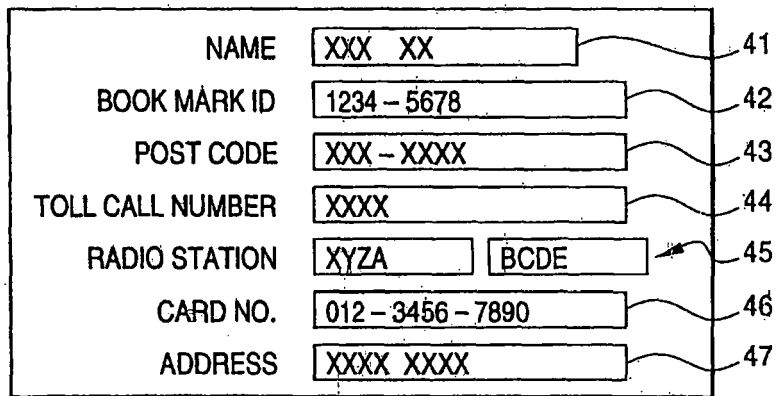 NAME XXX XX 41
BOOK MARK ID 1234 – 5678 42
POST CODE XXX – XXXX 43
TOLL CALL NUMBER XXXX 44
RADIO STATION XYZA BCDE 45
CARD NO. 012 – 3456 – 7890 46
ADDRESS XXXX XXXX 47